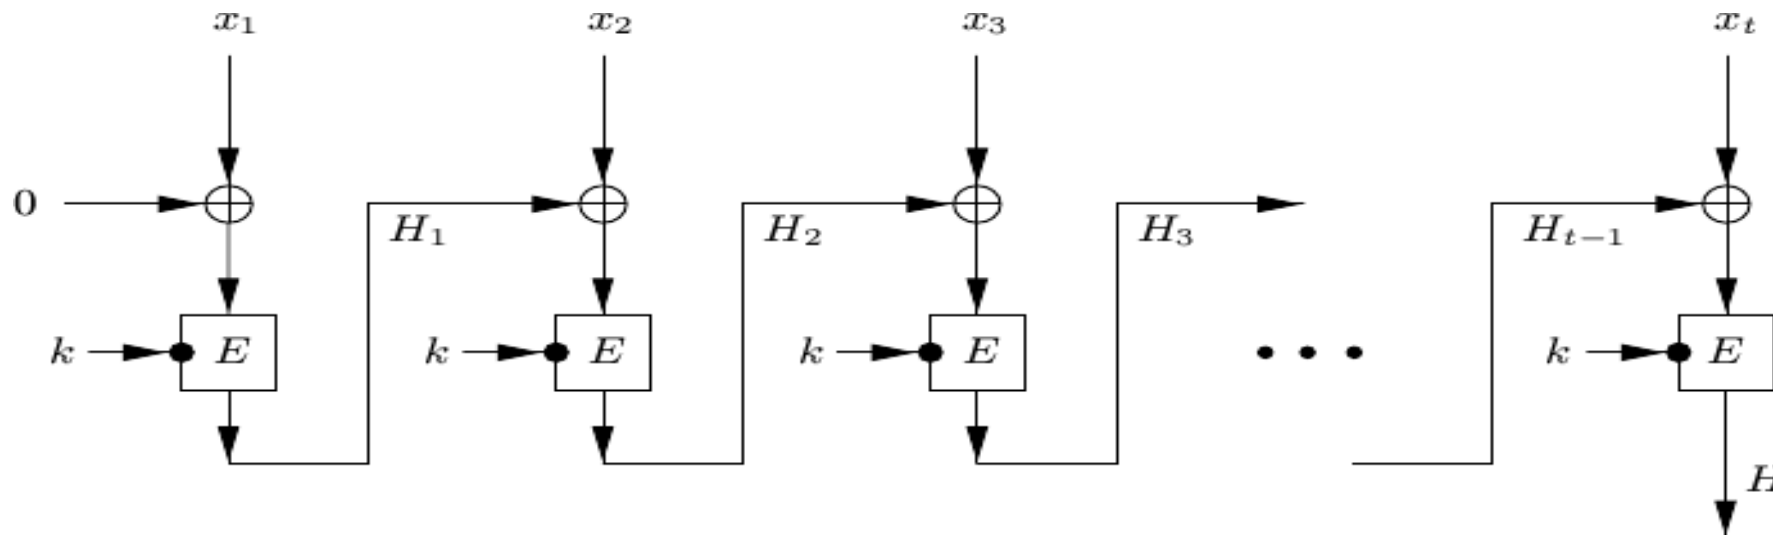 x₁ x₂ x₃ xₜ
0
H₁ H₂ H₃ Hₜ₋₁
k E k E k E • • • k E
H